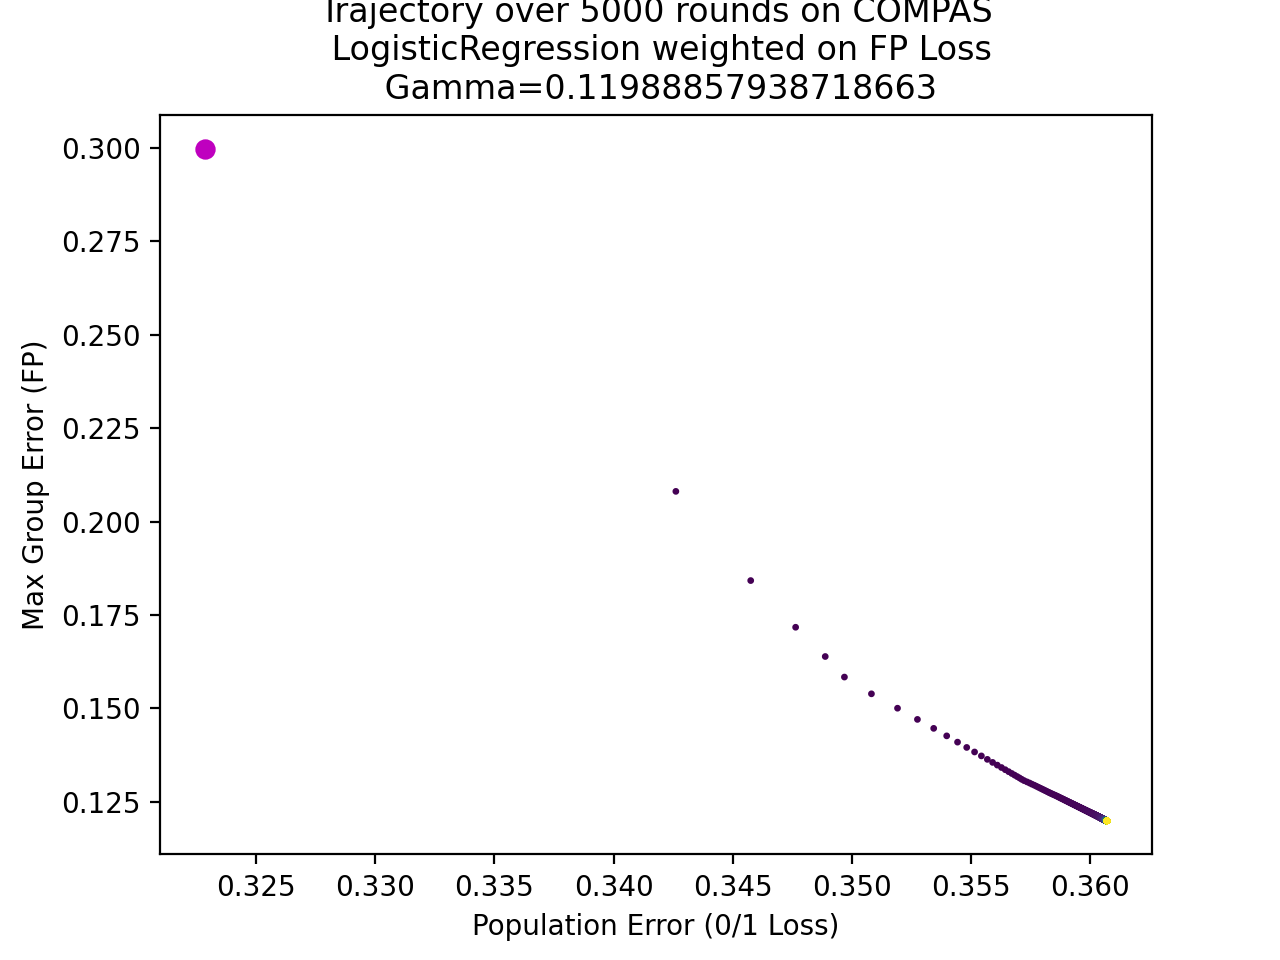 Trajectory over 5000 rounds on COMPAS
LogisticRegression weighted on FP Loss
Gamma=0.11988857938718663
0.300
0.275
0.250
0.225
0.200
0.175
0.150
0.125
Max Group Error (FP)
0.325 0.330 0.335 0.340 0.345 0.350 0.355 0.360
Population Error (0/1 Loss)